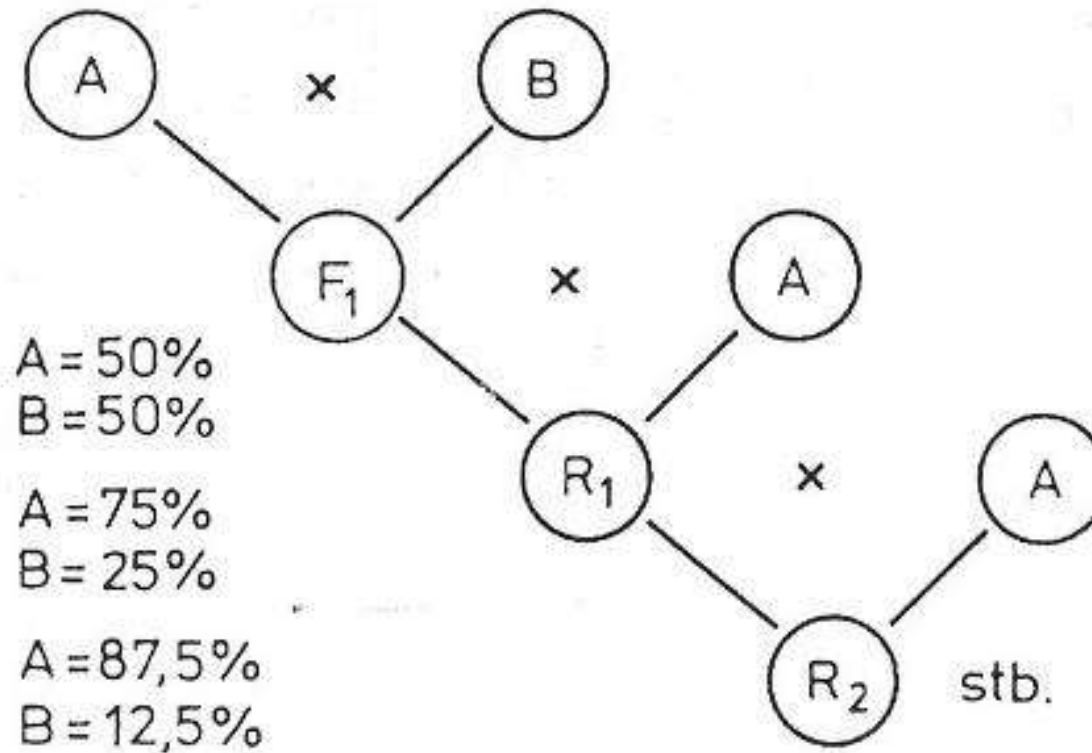 A × B
F₁ × A
A = 50%
B = 50%
R₁ × A
A = 75%
B = 25%
A = 87,5%
R₂ stb.
B = 12,5%